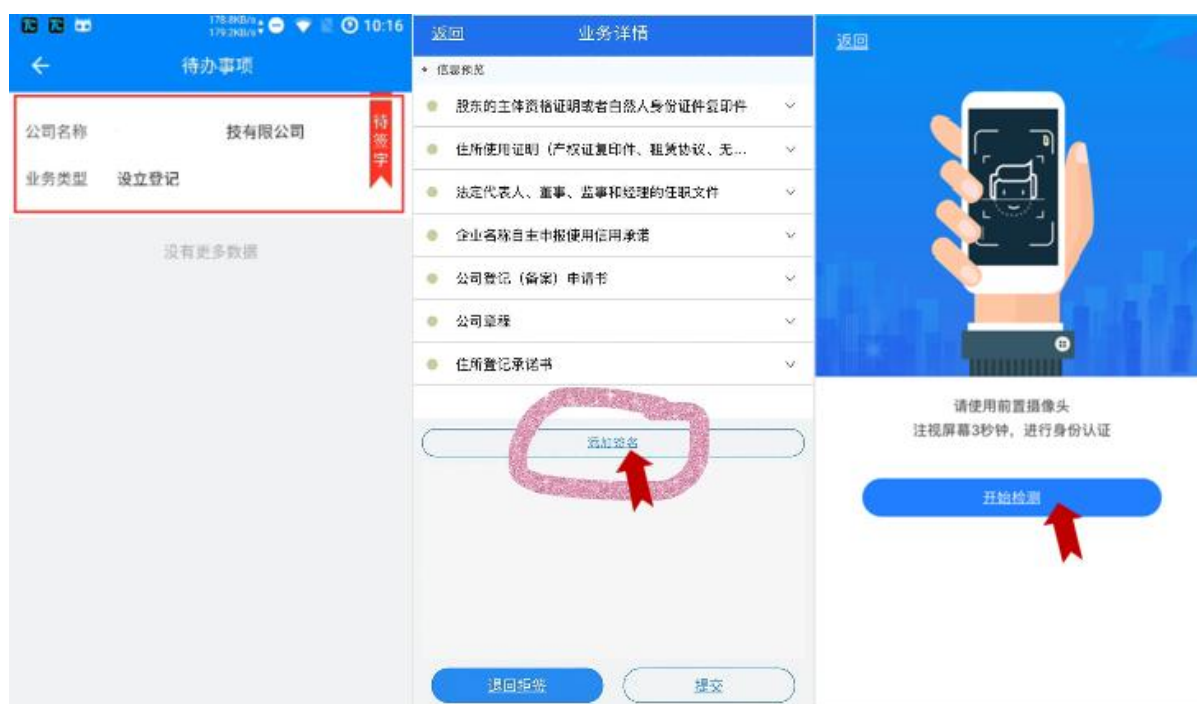 178.8KB/s
179.2KB/s
10:16
待办事项
公司名称 技有限公司
业务类型 设立登记
待签字
没有更多数据
返回 业务详情
信息预览
股东的主体资格证明或者自然人身份证件复印件
住所使用证明（产权证复印件、租赁协议、无...
法定代表人、董事、监事和经理的任职文件
企业名称自主申报使用信用承诺
公司登记（备案）申请书
公司章程
住所登记承诺书
添加签名
退回拒签 提交
返回
请使用前置摄像头
注视屏幕3秒钟，进行身份认证
开始检测